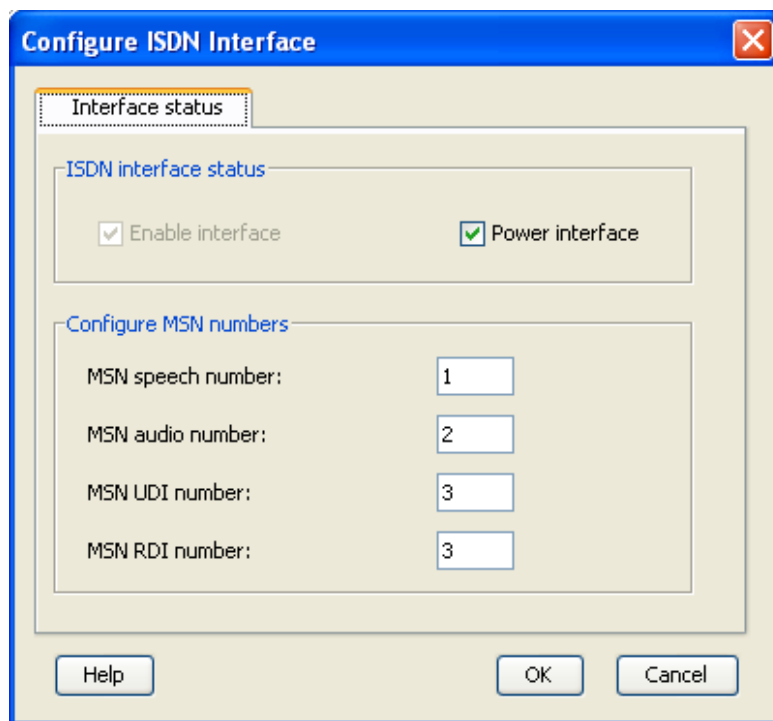 Configure ISDN Interface
Interface status
ISDN interface status
Enable interface
Power interface
Configure MSN numbers
MSN speech number: 1
MSN audio number: 2
MSN UDI number: 3
MSN RDI number: 3
Help OK Cancel